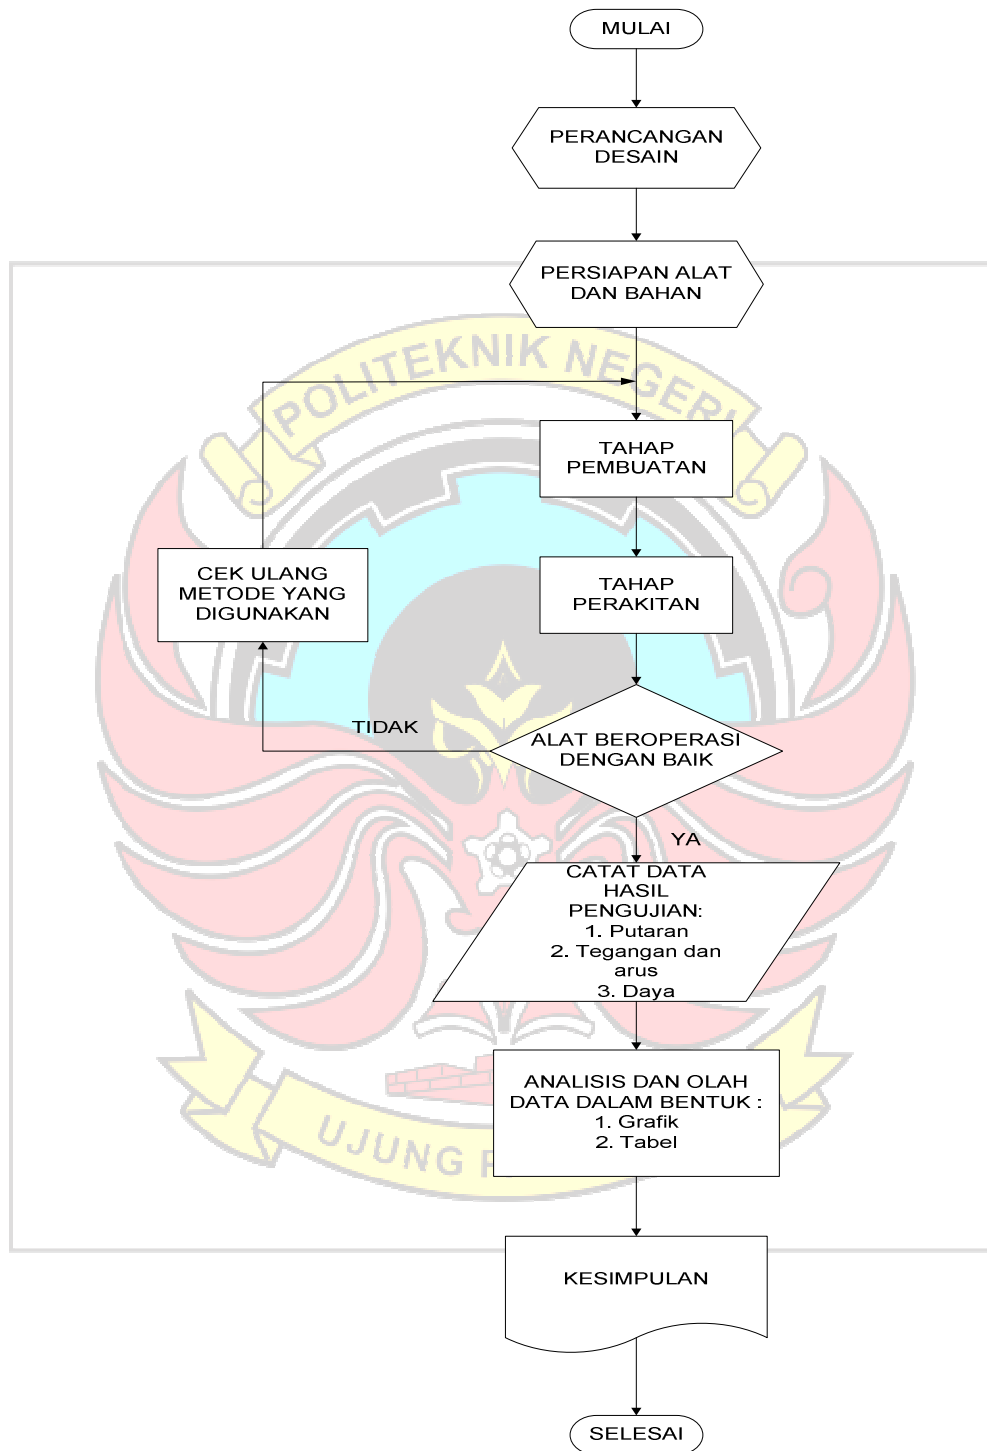 MULAI
PERANCANGAN
DESAIN
PERSIAPAN ALAT
DAN BAHAN
POLITEKNIK NEGERI
TAHAP
PEMBUATAN
CEK ULANG
METODE YANG
DIGUNAKAN
TAHAP
PERAKITAN
TIDAK
ALAT BEROPERASI
DENGAN BAIK
YA
CATAT DATA
HASIL
PENGUJIAN:
1. Putaran
2. Tegangan dan
arus
3. Daya
ANALISIS DAN OLAH
DATA DALAM BENTUK :
1. Grafik
2. Tabel
UJUNG
KESIMPULAN
SELESAI